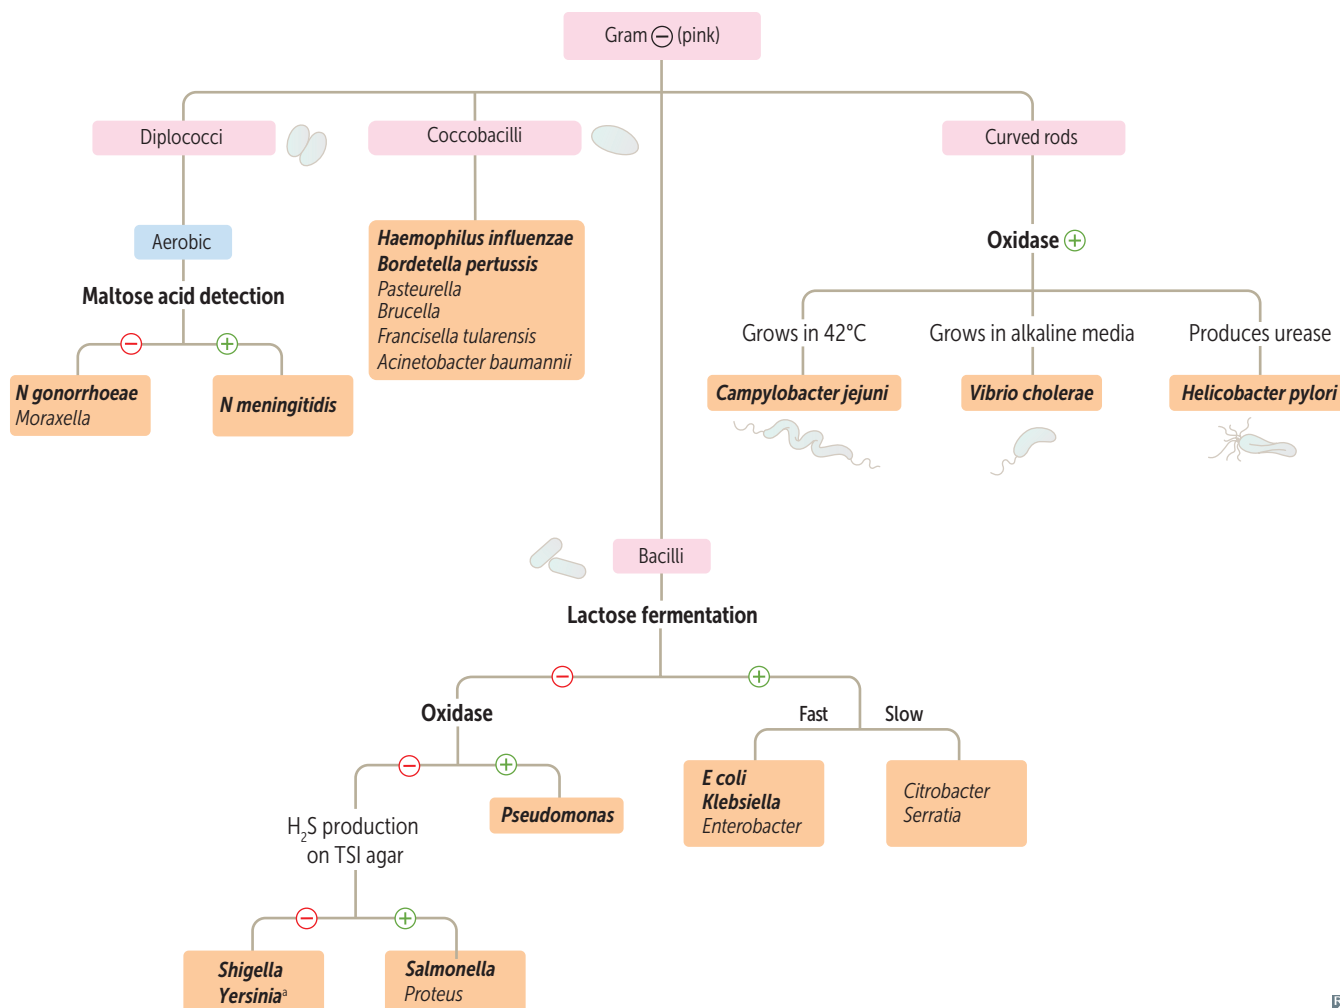 Gram ⊖ (pink)
Diplococci
Coccobacilli
Curved rods
Aerobic
Maltose acid detection
−
+
N gonorrhoeae
Moraxella
N meningitidis
Haemophilus influenzae
Bordetella pertussis
Pasteurella
Brucella
Francisella tularensis
Acinetobacter baumannii
Oxidase ⊕
Grows in 42°C
Grows in alkaline media
Produces urease
Campylobacter jejuni
Vibrio cholerae
Helicobacter pylori
Bacilli
Lactose fermentation
−
+
Oxidase
Fast
Slow
−
+
Pseudomonas
E coli
Klebsiella
Enterobacter
Citrobacter
Serratia
H₂S production
on TSI agar
−
+
Shigella
Yersiniaᵃ
Salmonella
Proteus